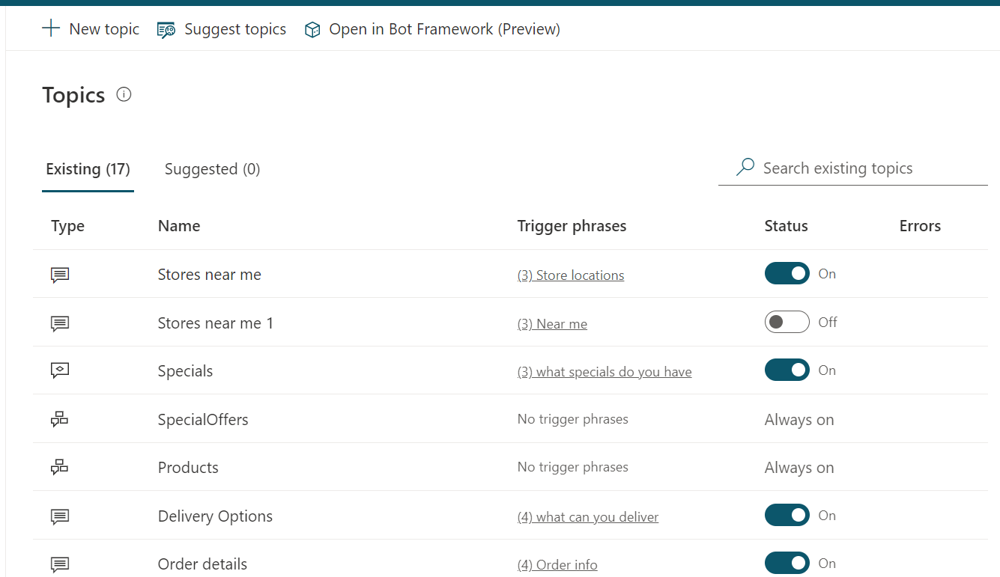 New topic Suggest topics Open in Bot Framework (Preview)
Topics
Existing (17) Suggested (0) Search existing topics
Type Name Trigger phrases Status Errors
Stores near me (3) Store locations On
Stores near me 1 (3) Near me Off
Specials (3) what specials do you have On
SpecialOffers No trigger phrases Always on
Products No trigger phrases Always on
Delivery Options (4) what can you deliver On
Order details (4) Order info On